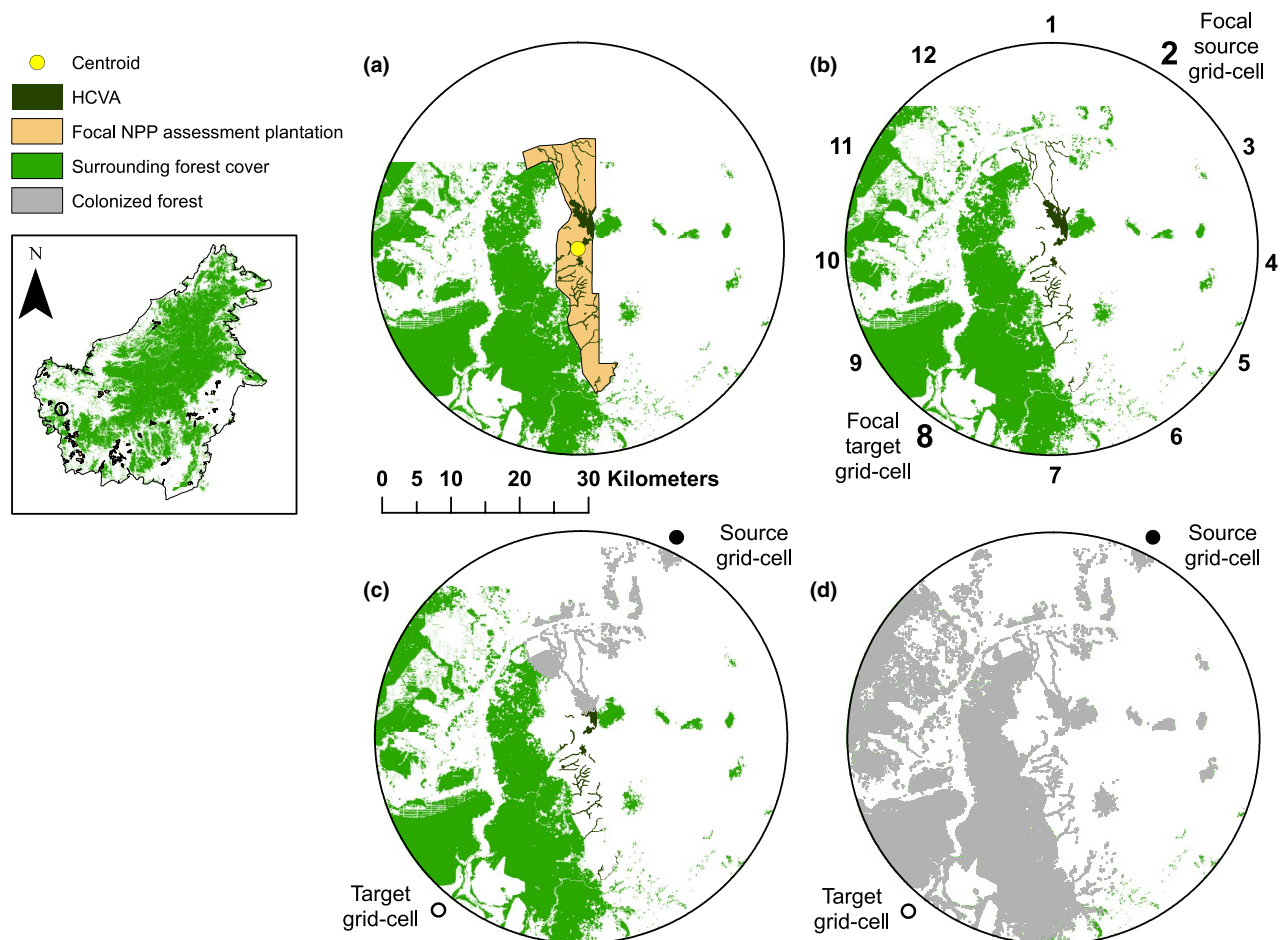 Centroid
HCVA
Focal NPP assessment plantation
Surrounding forest cover
Colonized forest
N
(a)
0 5 10 20 30 Kilometers
(b)
1
2
Focal
source
grid-cell
3
4
5
6
7
8
Focal
target
grid-cell
9
10
11
12
(c)
Source
grid-cell
Target
grid-cell
(d)
Source
grid-cell
Target
grid-cell